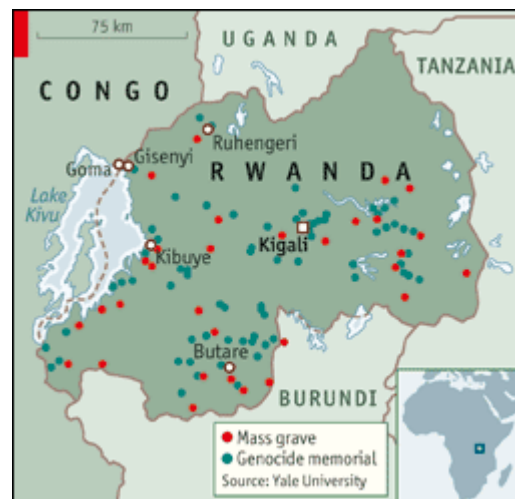 75 km
UGANDA
TANZANIA
CONGO
Ruhengeri
Gisenyi
Goma
RWANDA
Lake
Kivu
Kigali
Kibuye
Butare
BURUNDI
Mass grave
Genocide memorial
Source: Yale University